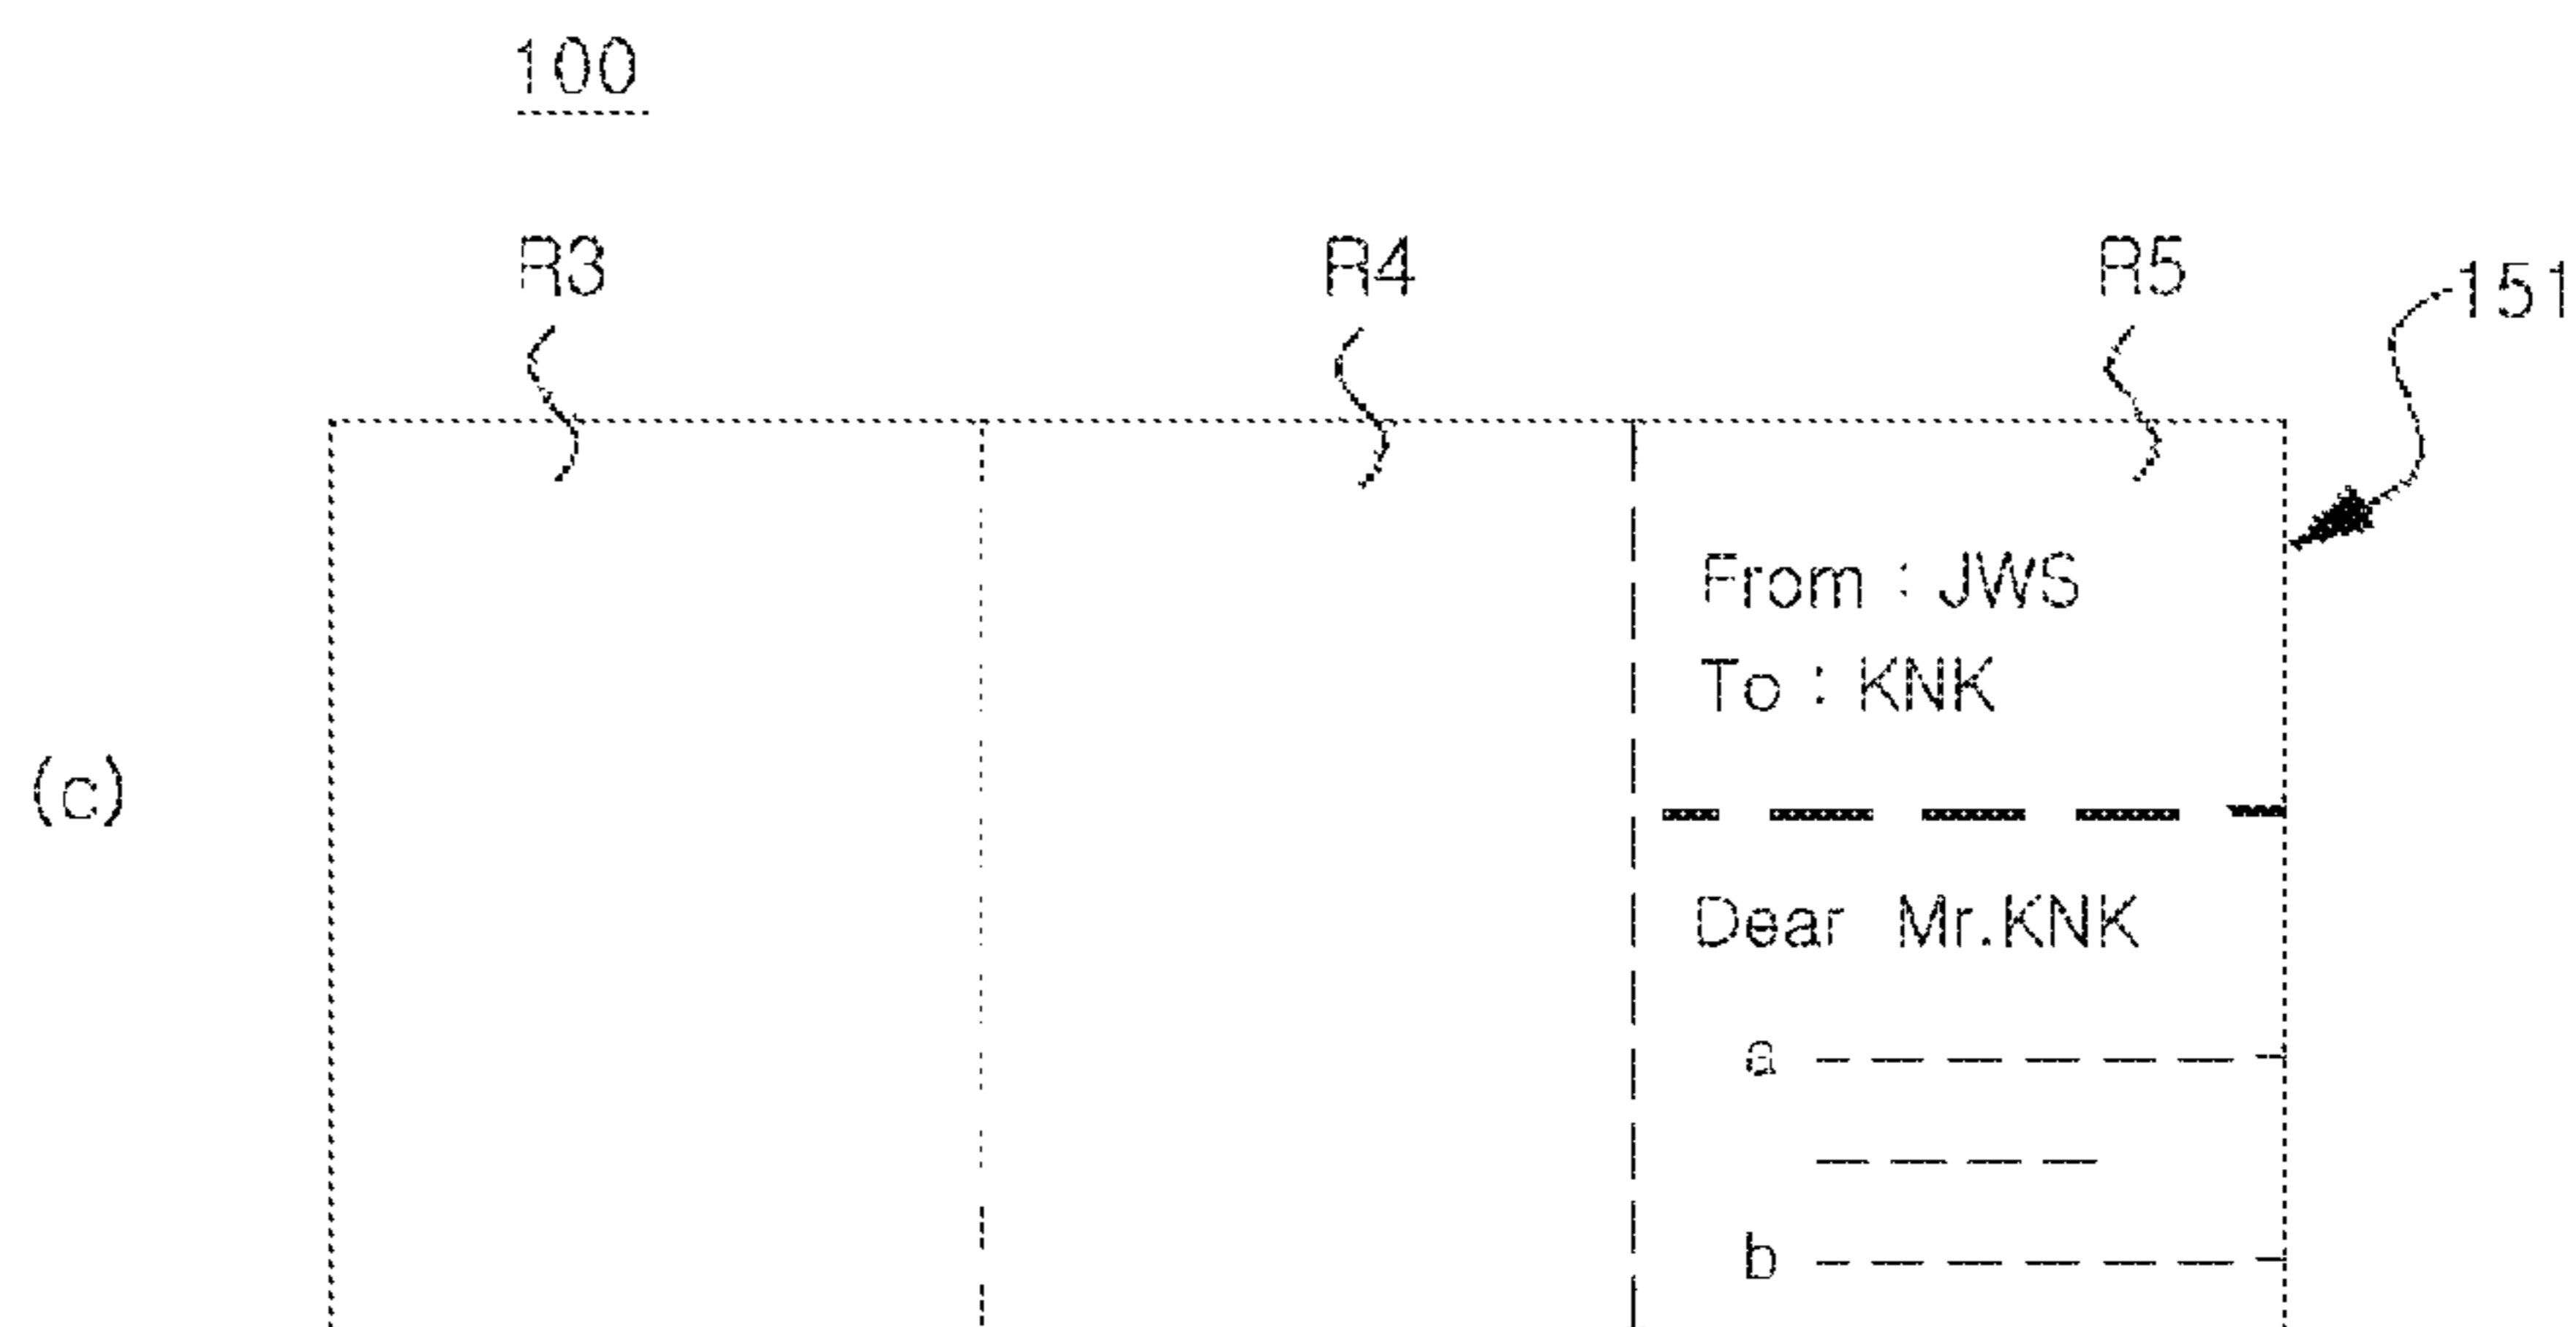 100
R3 R4 R5
151
From : JWS
To : KNK
(c)
Dear Mr.KNK
a
b